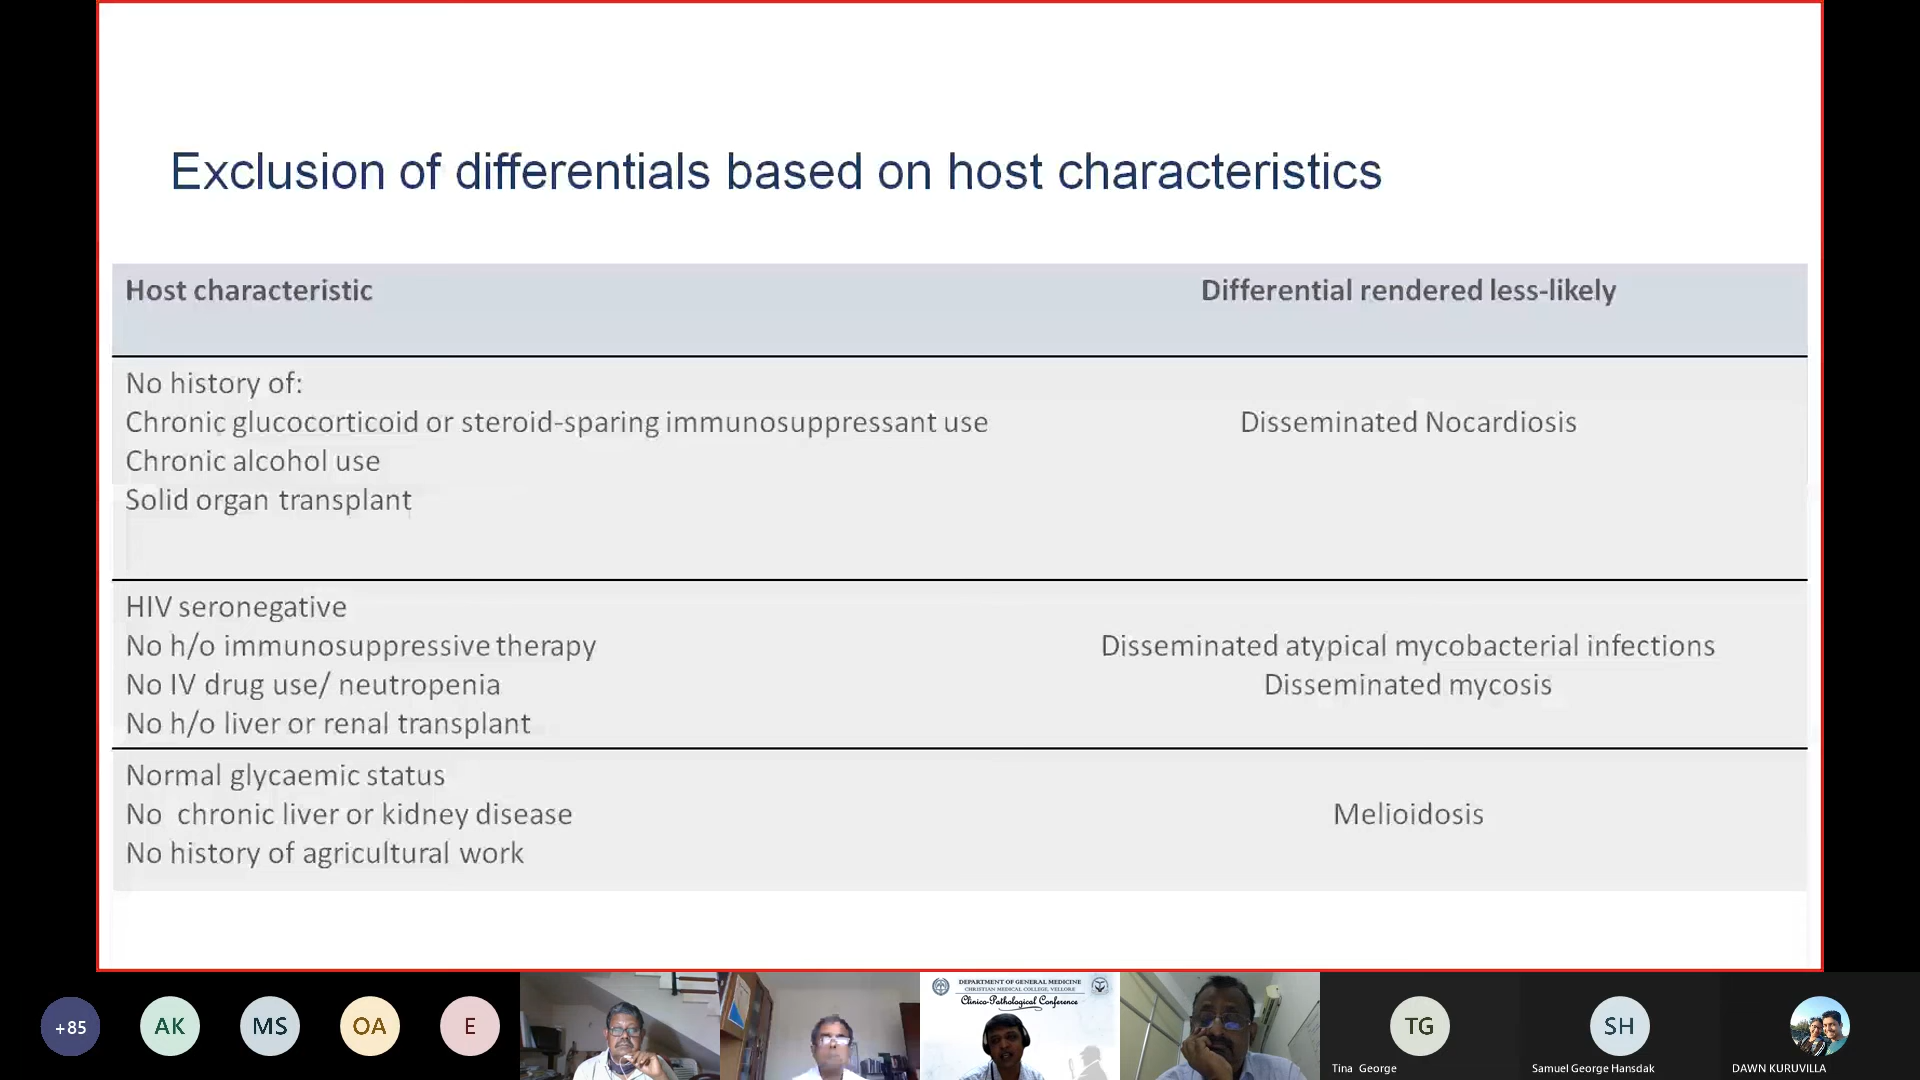 Exclusion of differentials based on host characteristics
Host characteristic
Differential rendered less-likely
No history of:
Chronic glucocorticoid or steroid-sparing immunosuppressant use
Chronic alcohol use
Solid organ transplant
Disseminated Nocardiosis
HIV seronegative
No h/o immunosuppressive therapy
No IV drug use/ neutropenia
No h/o liver or renal transplant
Disseminated atypical mycobacterial infections
Disseminated mycosis
Normal glycaemic status
No chronic liver or kidney disease
No history of agricultural work
Melioidosis
+85
AK
MS
OA
E
DEPARTMENT OF GENERAL MEDICINE
CHRISTIAN MEDICAL COLLEGE, VELLORE
Clinico-Pathological Conference
TG
Tina George
SH
Samuel George Hansdak
DAWN KURUVILLA